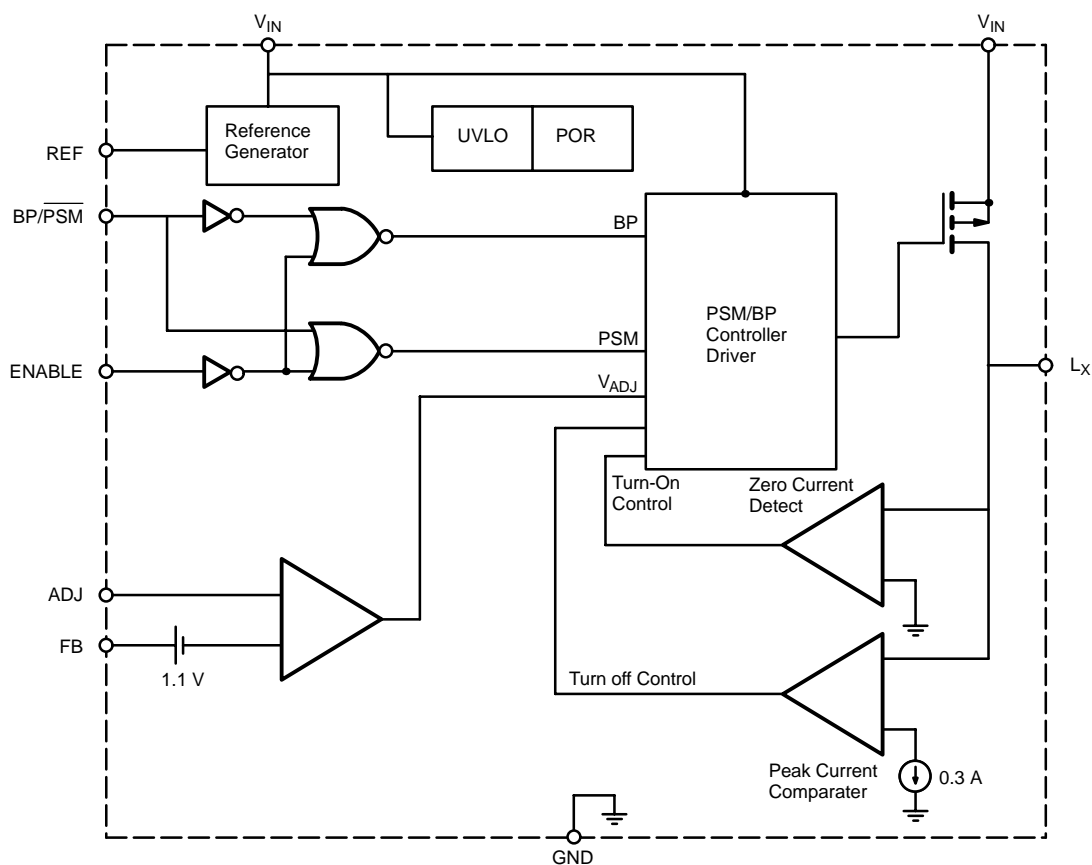 VIN
VIN
Reference
Generator
UVLO
POR
REF
BP/PSM
BP
PSM/BP
Controller
Driver
PSM
ENABLE
LX
VADJ
Turn-On
Control
Zero Current
Detect
ADJ
FB
1.1 V
Turn off Control
Peak Current
Comparater
0.3 A
GND